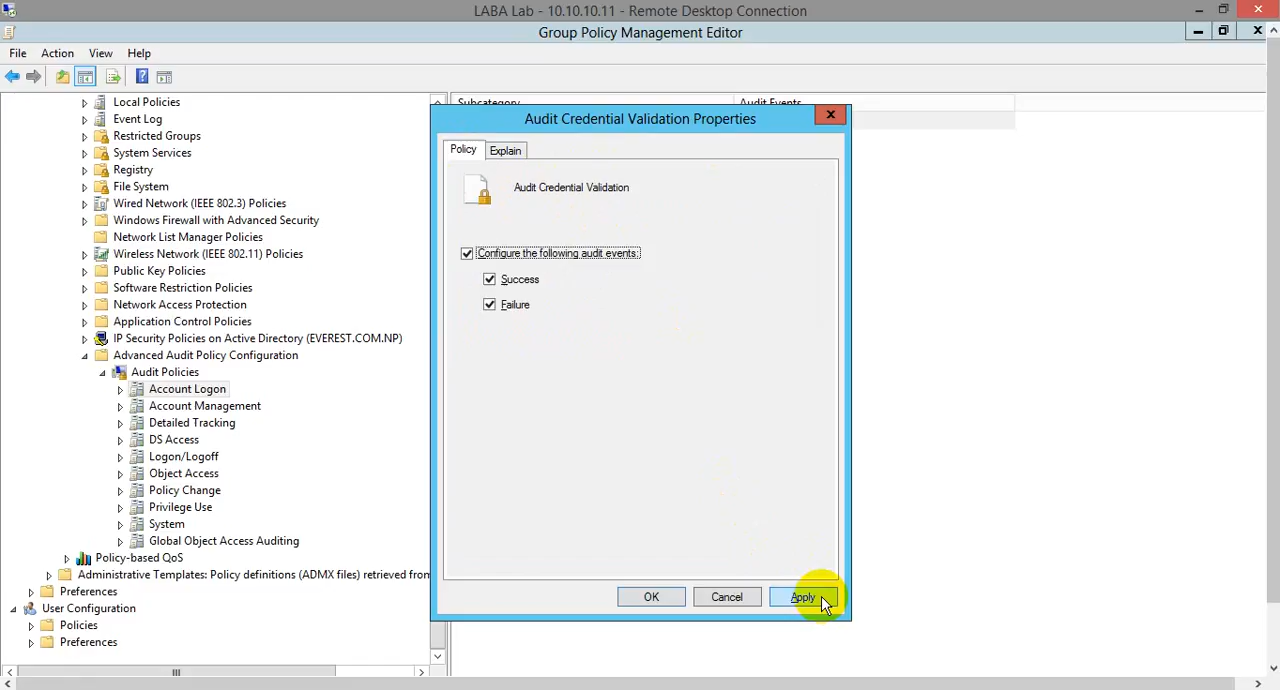 LABA Lab - 10.10.10.11 - Remote Desktop Connection
Group Policy Management Editor
File Action View Help
Local Policies
Event Log
Restricted Groups
System Services
Registry
File System
Wired Network (IEEE 802.3) Policies
Windows Firewall with Advanced Security
Network List Manager Policies
Wireless Network (IEEE 802.11) Policies
Public Key Policies
Software Restriction Policies
Network Access Protection
Application Control Policies
IP Security Policies on Active Directory (EVEREST.COM.NP)
Advanced Audit Policy Configuration
Audit Policies
Account Logon
Account Management
Detailed Tracking
DS Access
Logon/Logoff
Object Access
Policy Change
Privilege Use
System
Global Object Access Auditing
Policy-based QoS
Administrative Templates: Policy definitions (ADMX files) retrieved from
Preferences
User Configuration
Policies
Preferences
Subcategory Audit Events
Audit Credential Validation Properties
Policy Explain
Audit Credential Validation
Configure the following audit events:
Success
Failure
OK Cancel Apply